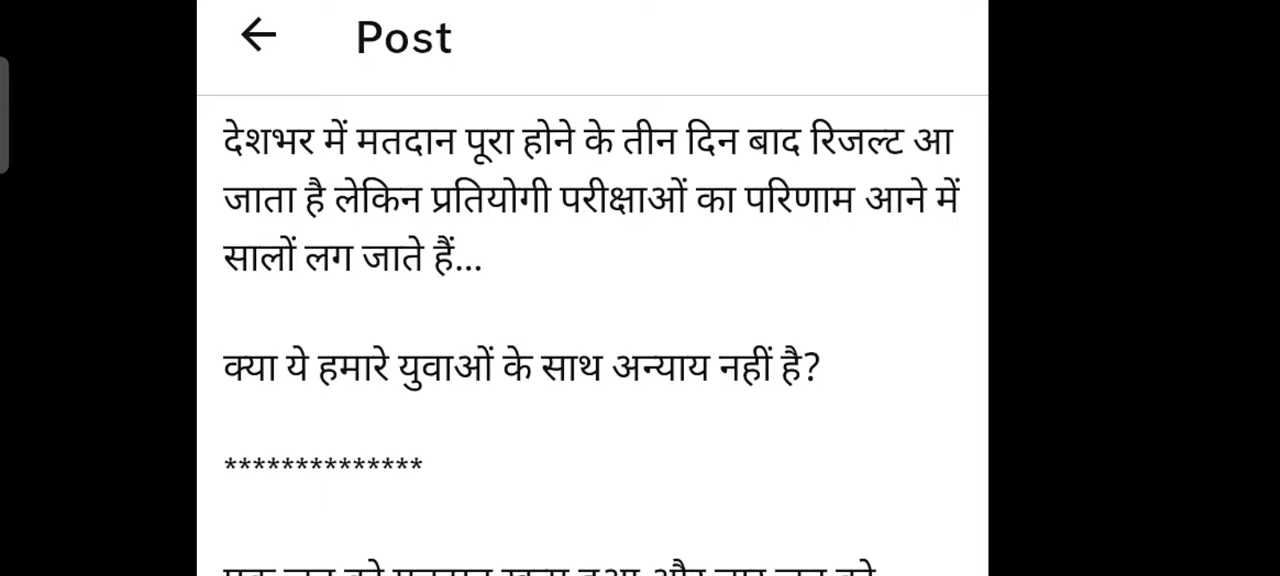 Post
देशभर में मतदान पूरा होने के तीन दिन बाद रिजल्ट आ
जाता है लेकिन प्रतियोगी परीक्षाओं का परिणाम आने में
सालों लग जाते हैं...
क्या ये हमारे युवाओं के साथ अन्याय नहीं है?
**************